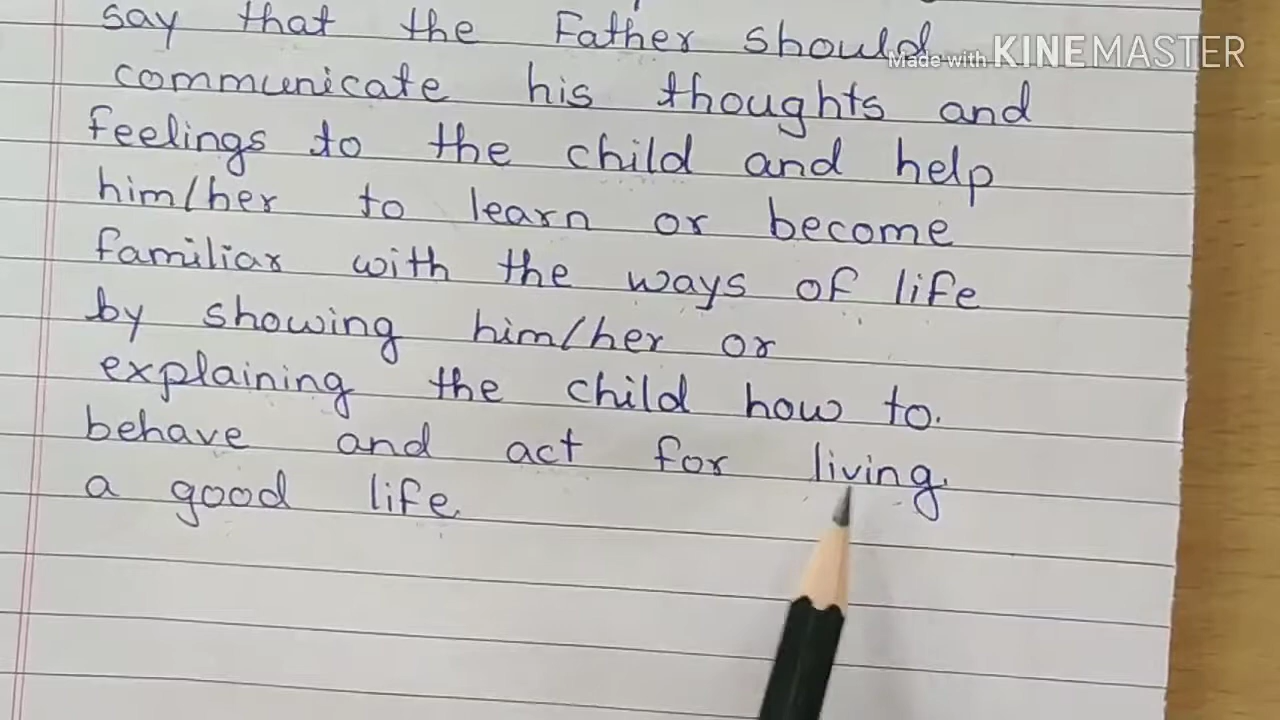 say that the Father should
Made with KINEMASTER
communicate his thoughts and
feelings to the child and help
him/her to learn or become
familiar with the ways of life
by showing him/her or
explaining the child how to.
behave and act for living.
a good life.